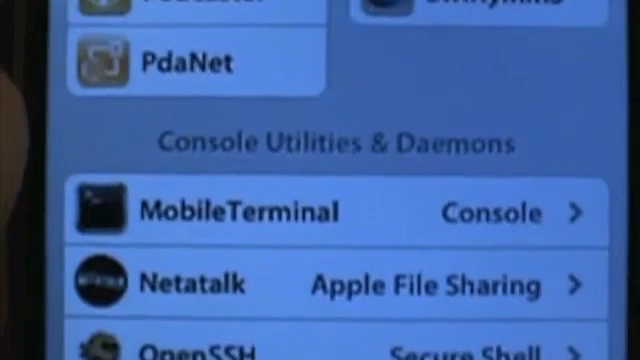 PdaNet
Console Utilities & Daemons
MobileTerminal Console
Netatalk Apple File Sharing
OpenSSH Secure Shell